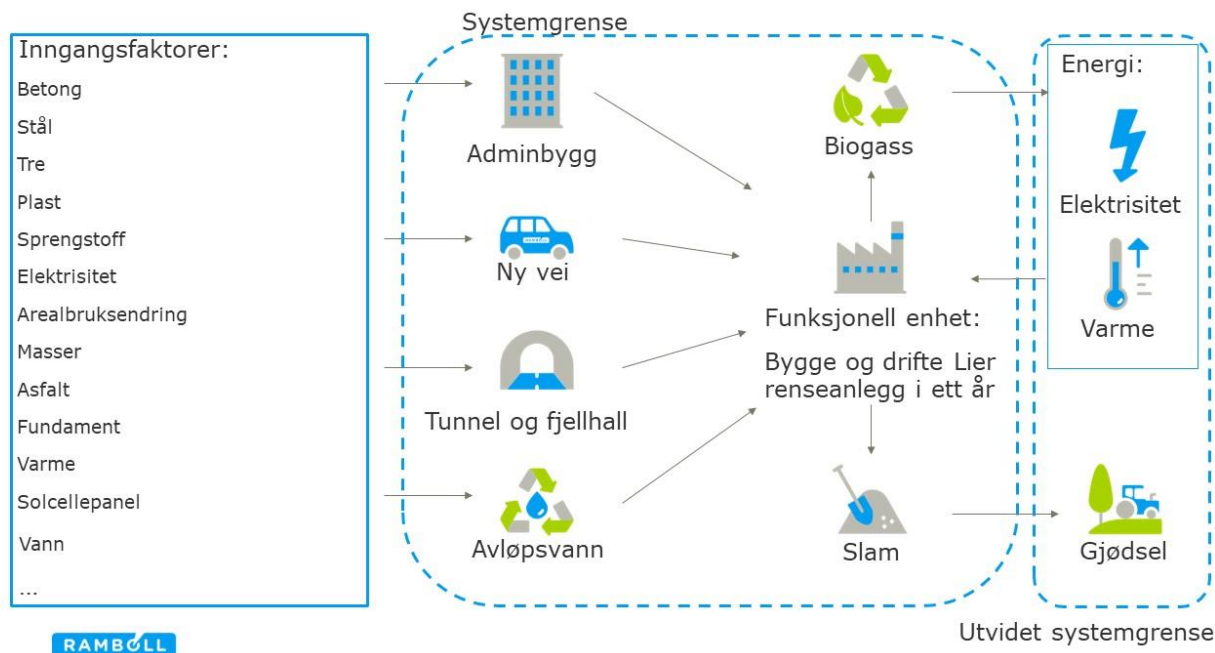 Systemgrense
Inngangsfaktorer:
Betong
Stål
Tre
Plast
Sprengstoff
Elektrisitet
Arealbruksendring
Masser
Asfalt
Fundament
Varme
Solcellepanel
Vann
...
Adminbygg
Ny vei
Tunnel og fjellhall
Avløpsvann
Biogass
Funksjonell enhet:
Bygge og drifte Lier
renseanlegg i ett år
Slam
Energi:
Elektrisitet
Varme
Gjødsel
Utvidet systemgrense
RAMBOLL